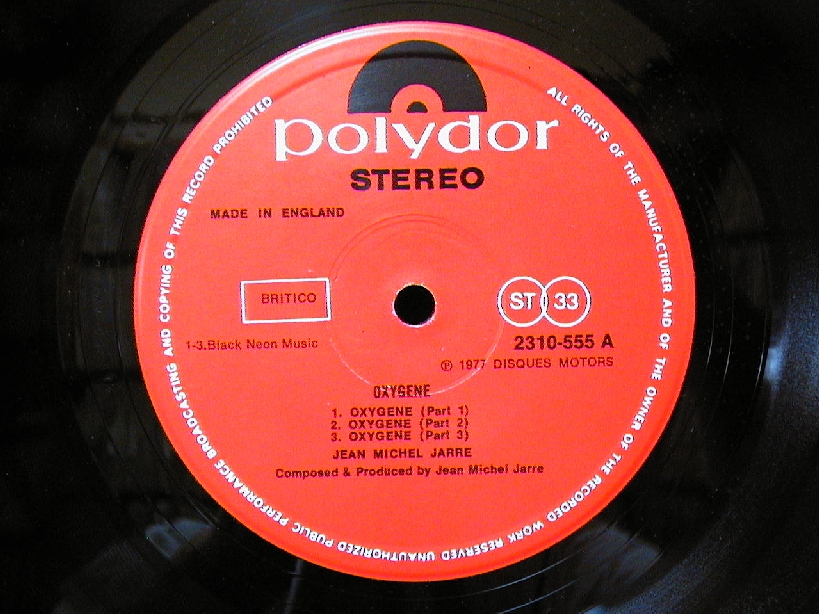 polydor
STEREO
MADE IN ENGLAND
BRITICO
ST 33
1-3.Black Neon Music
2310-555 A
℗ 1977 DISQUES MOTORS
OXYGENE
1. OXYGENE (Part 1)
2. OXYGENE (Part 2)
3. OXYGENE (Part 3)
JEAN MICHEL JARRE
Composed & Produced by Jean Michel Jarre
ALL RIGHTS OF THE MANUFACTURER AND OF THE OWNER OF THE RECORDED WORK RESERVED UNAUTHORIZED PUBLIC PERFORMANCE BROADCASTING AND COPYING OF THIS RECORD PROHIBITED